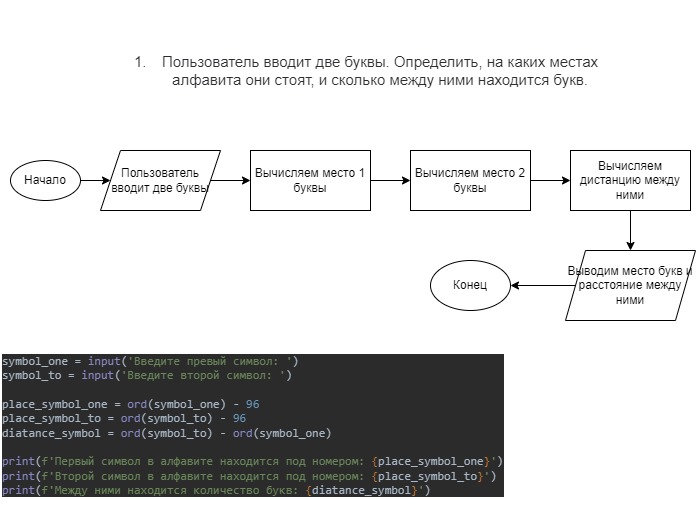 1. Пользователь вводит две буквы. Определить, на каких местах
алфавита они стоят, и сколько между ними находится букв.
Начало
Пользователь
вводит две буквы
Вычисляем место 1
буквы
Вычисляем место 2
буквы
Вычисляем
дистанцию между
ними
Выводим место букв и
расстояние между
ними
Конец
symbol_one = input('Введите превый символ: ')
symbol_to = input('Введите второй символ: ')
place_symbol_one = ord(symbol_one) - 96
place_symbol_to = ord(symbol_to) - 96
diatance_symbol = ord(symbol_to) - ord(symbol_one)
print(f'Первый символ в алфавите находится под номером: {place_symbol_one}')
print(f'Второй символ в алфавите находится под номером: {place_symbol_to}')
print(f'Между ними находится количество букв: {diatance_symbol}')